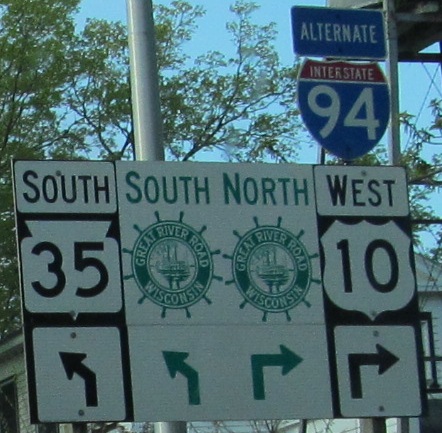 ALTERNATE
INTERSTATE
94
SOUTH
35
SOUTH NORTH
GREAT RIVER ROAD
WISCONSIN
GREAT RIVER ROAD
WISCONSIN
WEST
10